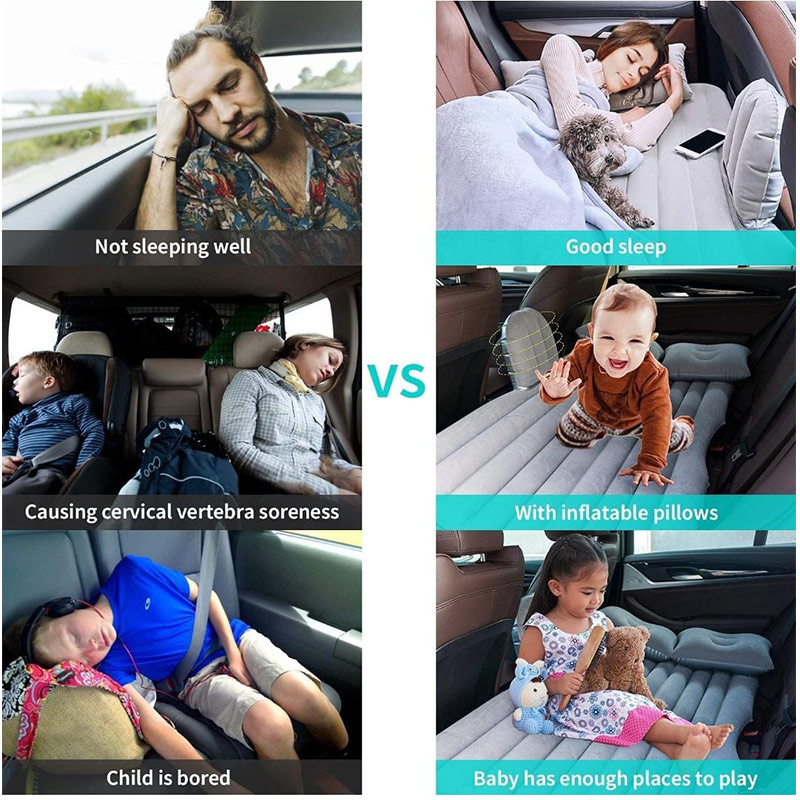 Not sleeping well
Good sleep
VS
Causing cervical vertebra soreness
With inflatable pillows
Child is bored
Baby has enough places to play